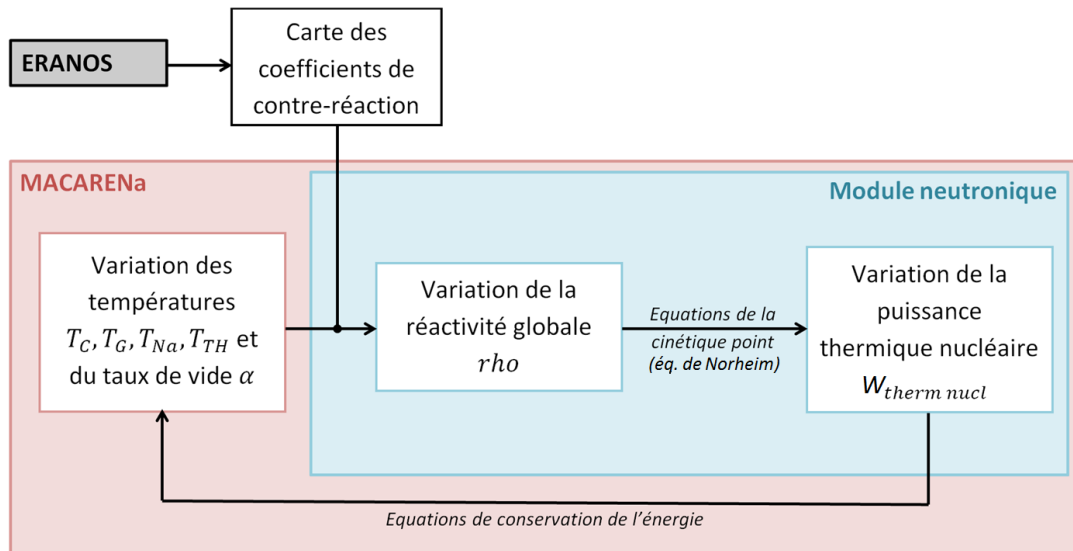 ERANOS
Carte des
coefficients de
contre-réaction
MACARENa
Module neutronique
Variation des
températures
T_C, T_G, T_Na, T_TH et
du taux de vide α
Variation de la
réactivité globale
rho
Equations de la
cinétique point
(éq. de Norheim)
Variation de la
puissance
thermique nucléaire
W_therm nucl
Equations de conservation de l'énergie